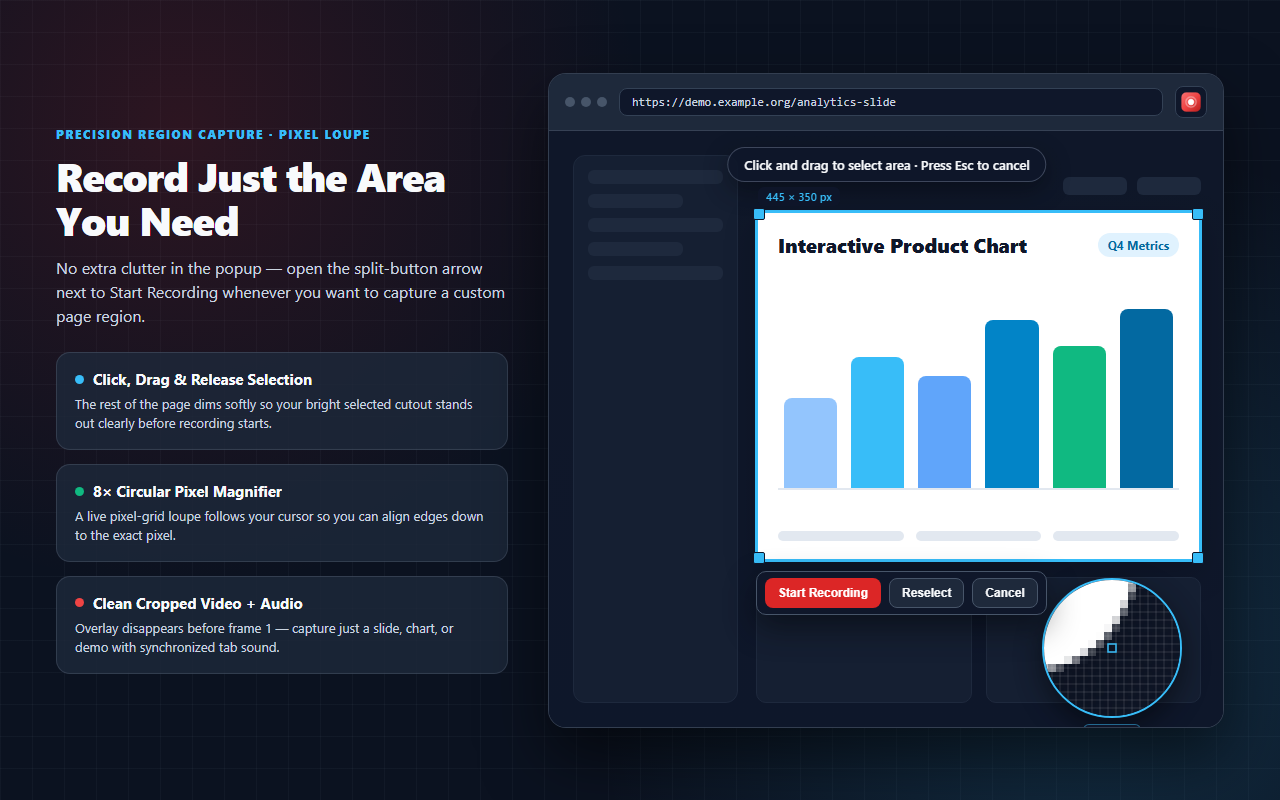 PRECISION REGION CAPTURE · PIXEL LOUPE
Record Just the Area
You Need
No extra clutter in the popup — open the split-button arrow
next to Start Recording whenever you want to capture a custom
page region.
Click, Drag & Release Selection
The rest of the page dims softly so your bright selected cutout stands
out clearly before recording starts.
8× Circular Pixel Magnifier
A live pixel-grid loupe follows your cursor so you can align edges down
to the exact pixel.
Clean Cropped Video + Audio
Overlay disappears before frame 1 — capture just a slide, chart, or
demo with synchronized tab sound.
https://demo.example.org/analytics-slide
Click and drag to select area · Press Esc to cancel
445 × 350 px
Interactive Product Chart
Q4 Metrics
Start Recording
Reselect
Cancel